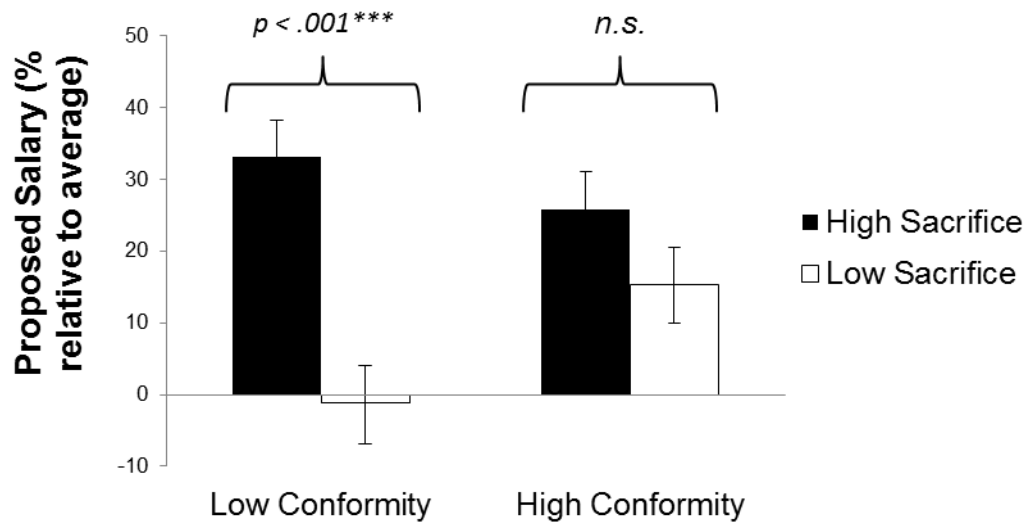 p < .001***
n.s.
Proposed Salary (%
relative to average)
50
40
30
20
10
0
-10
High Sacrifice
Low Sacrifice
Low Conformity
High Conformity